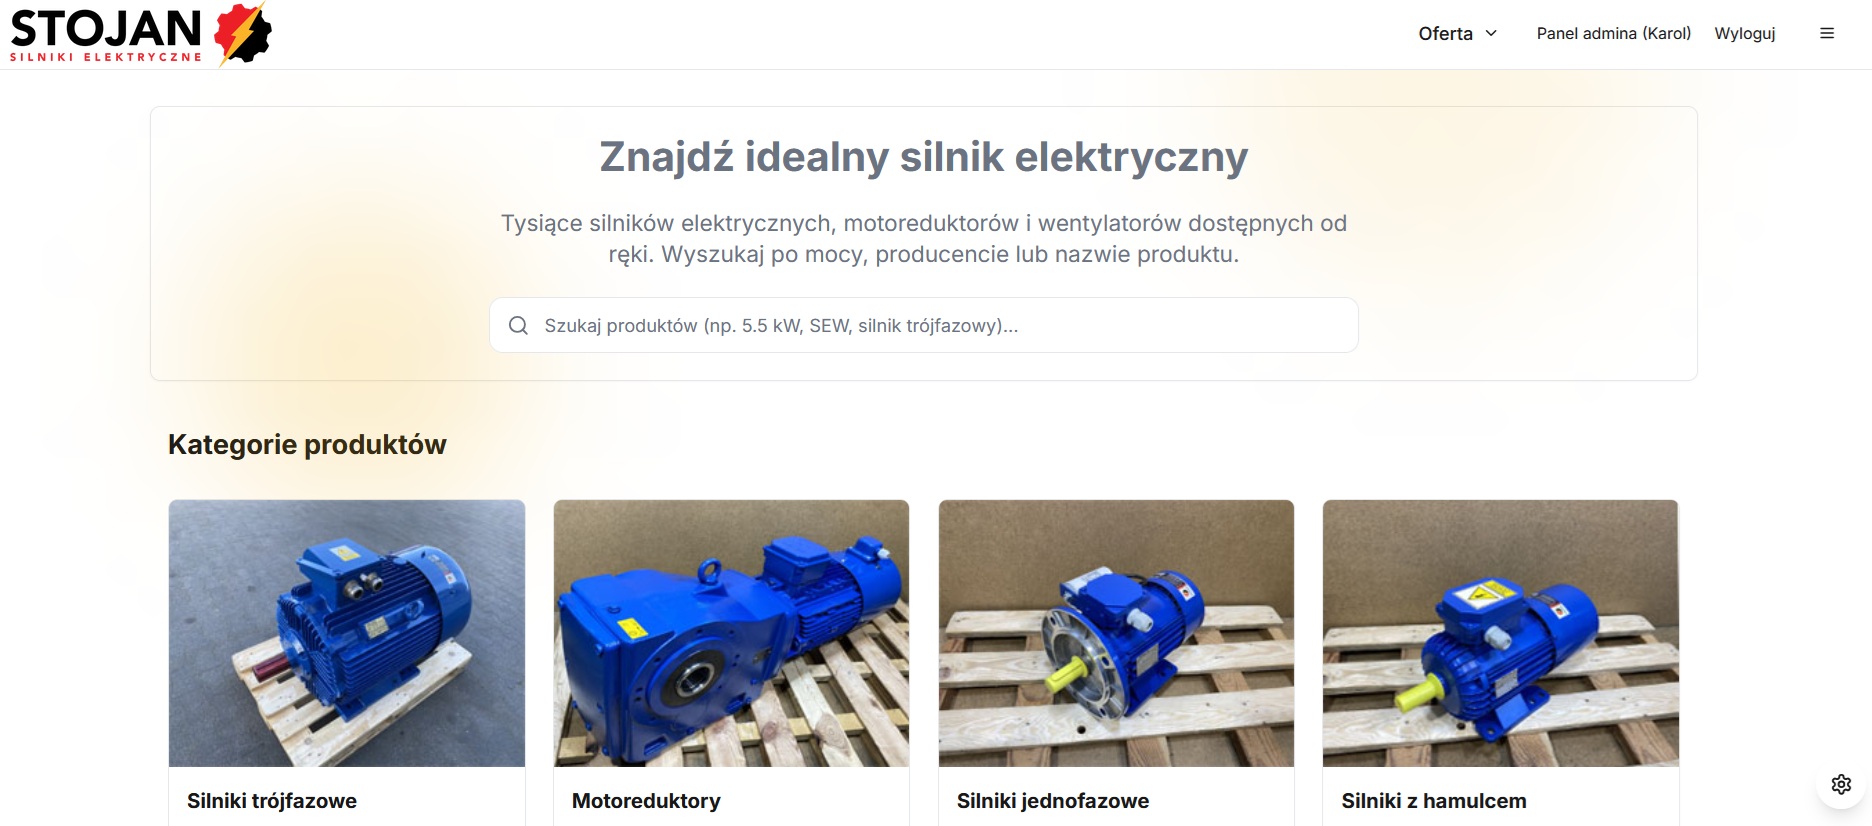 STOJAN
SILNIKI ELEKTRYCZNE
Oferta
Panel admina (Karol)
Wyloguj
Znajdź idealny silnik elektryczny
Tysiące silników elektrycznych, motoreduktorów i wentylatorów dostępnych od
ręki. Wyszukaj po mocy, producencie lub nazwie produktu.
Szukaj produktów (np. 5.5 kW, SEW, silnik trójfazowy)...
Kategorie produktów
Silniki trójfazowe
Motoreduktory
Silniki jednofazowe
Silniki z hamulcem